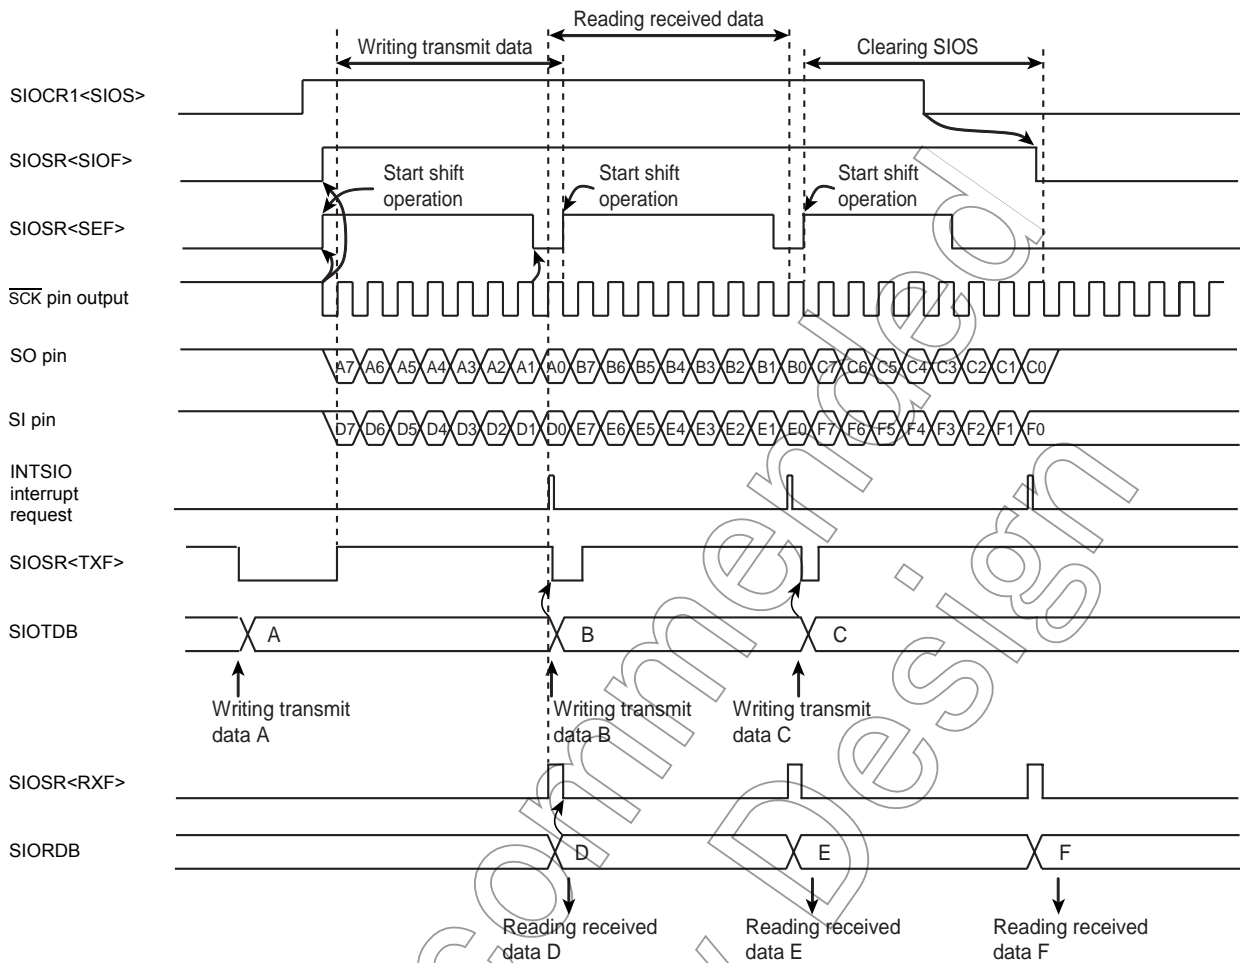 Reading received data
Writing transmit data
Clearing SIOS
SIOCR1<SIOS>
SIOSR<SIOF>
Start shift
operation
Start shift
operation
Start shift
operation
SIOSR<SEF>
SCK pin output
SO pin
A7 A6 A5 A4 A3 A2 A1 A0 B7 B6 B5 B4 B3 B2 B1 B0 C7 C6 C5 C4 C3 C2 C1 C0
SI pin
D7 D6 D5 D4 D3 D2 D1 D0 E7 E6 E5 E4 E3 E2 E1 E0 F7 F6 F5 F4 F3 F2 F1 F0
INTSIO
interrupt
request
SIOSR<TXF>
SIOTDB
A
B
C
Writing transmit
data A
Writing transmit
data B
Writing transmit
data C
SIOSR<RXF>
SIORDB
D
E
F
Reading received
data D
Reading received
data E
Reading received
data F
commended
Design